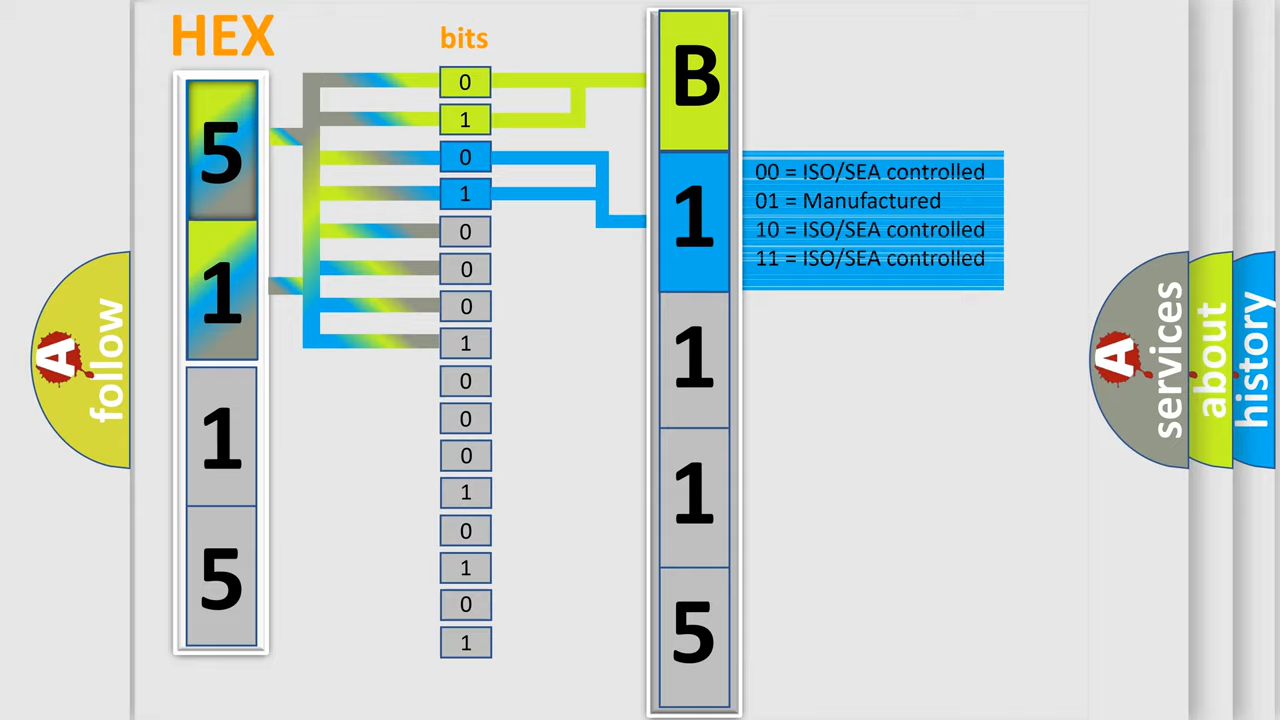 HEX
bits
5
1
1
5
0
1
0
1
0
0
0
1
0
0
0
1
0
1
0
1
B
1
1
1
5
00 = ISO/SEA controlled
01 = Manufactured
10 = ISO/SEA controlled
11 = ISO/SEA controlled
A
follow
A
services
about
history